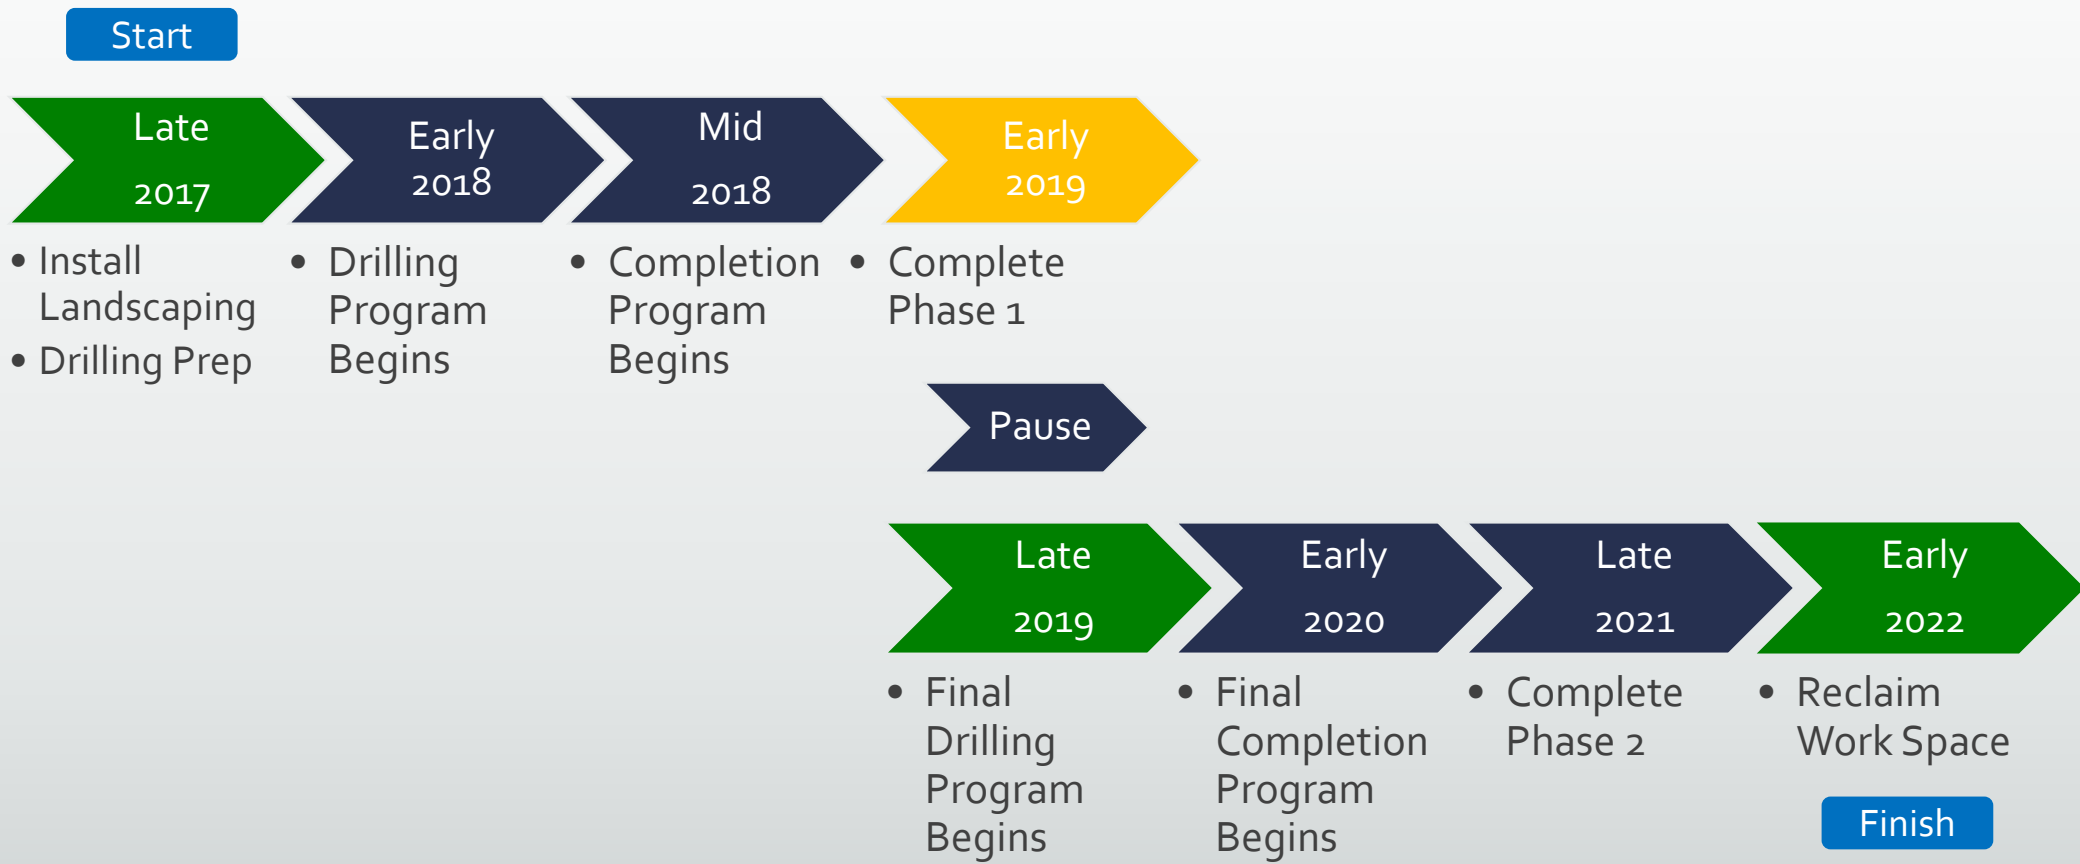 Start
Late
2017
• Install
Landscaping
• Drilling Prep
Early
2018
• Drilling
Program
Begins
Mid
2018
• Completion
Program
Begins
Early
2019
• Complete
Phase 1
Pause
Late
2019
• Final
Drilling
Program
Begins
Early
2020
• Final
Completion
Program
Begins
Late
2021
• Complete
Phase 2
Early
2022
• Reclaim
Work Space
Finish